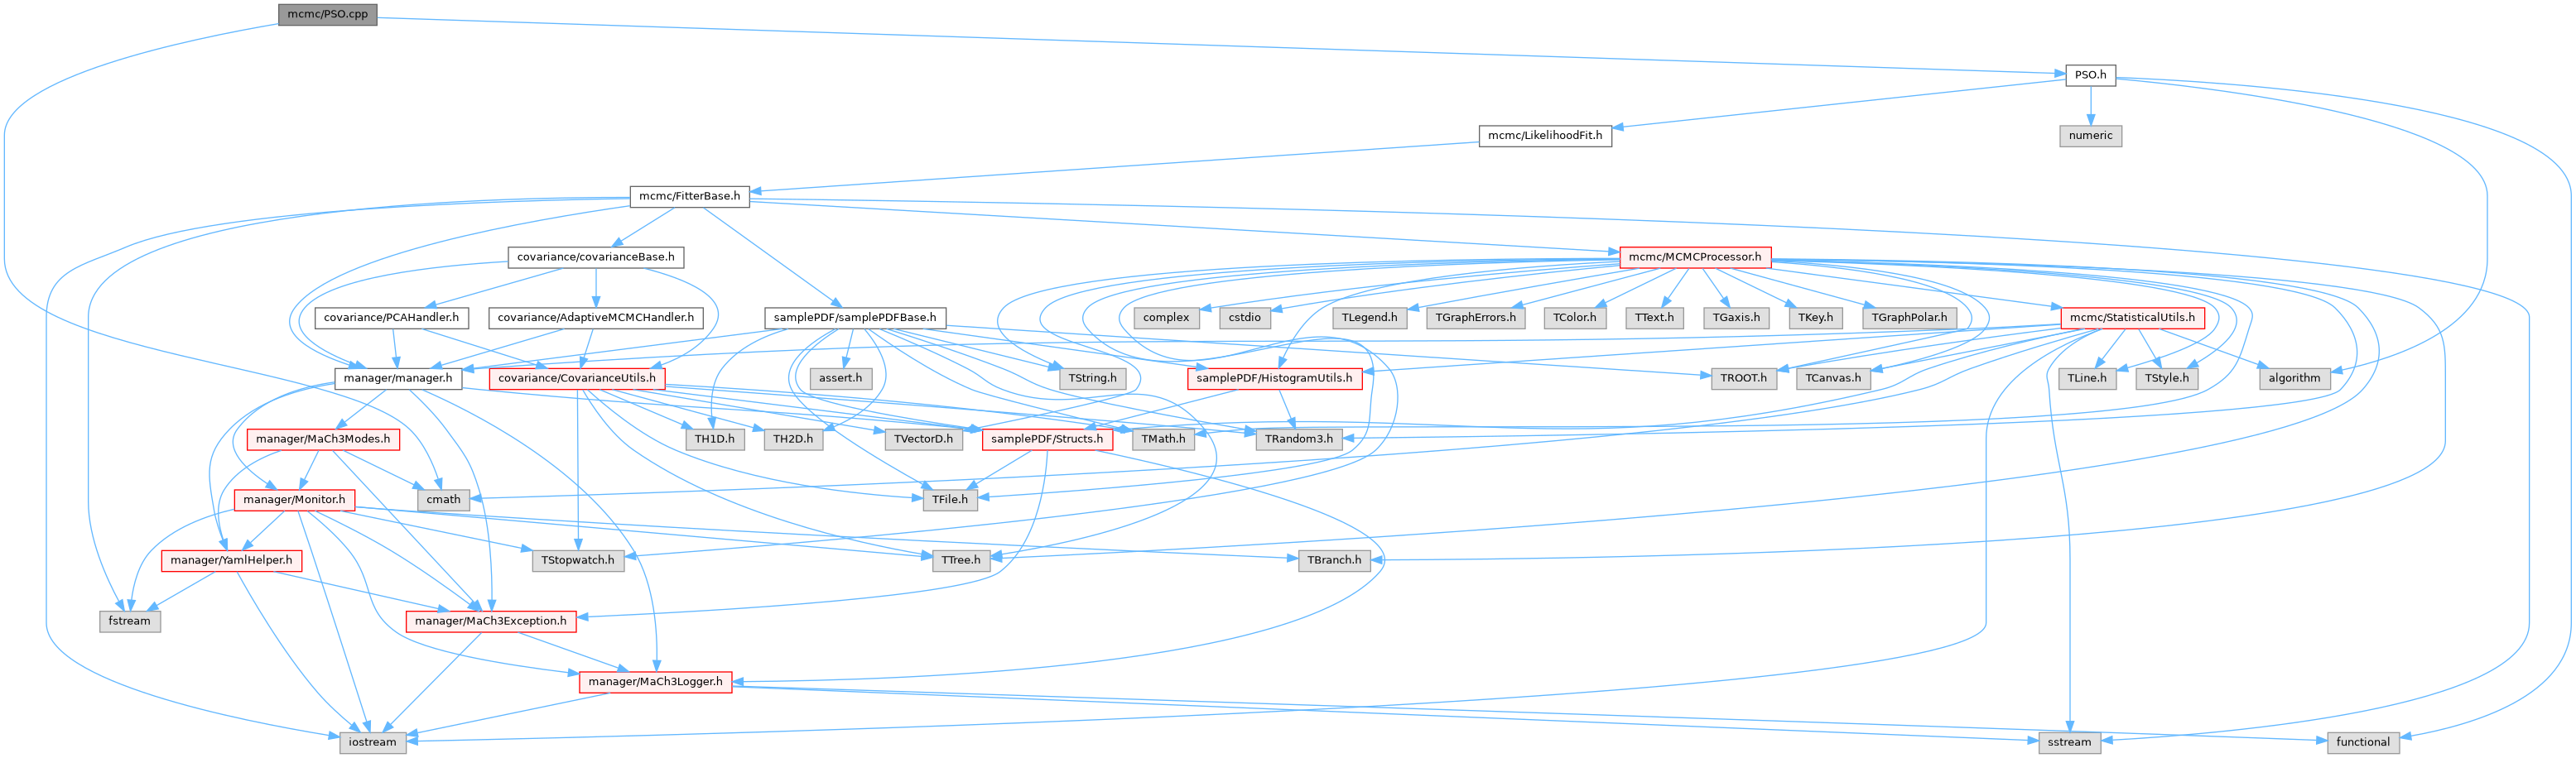 mcmc/PSO.cpp
PSO.h
mcmc/LikelihoodFit.h
numeric
mcmc/FitterBase.h
covariance/covarianceBase.h
mcmc/MCMCProcessor.h
covariance/PCAHandler.h
covariance/AdaptiveMCMCHandler.h
samplePDF/samplePDFBase.h
complex
cstdio
TLegend.h
TGraphErrors.h
TColor.h
TText.h
TGaxis.h
TKey.h
TGraphPolar.h
mcmc/StatisticalUtils.h
manager/manager.h
covariance/CovarianceUtils.h
assert.h
TString.h
samplePDF/HistogramUtils.h
TROOT.h
TCanvas.h
TLine.h
TStyle.h
algorithm
manager/MaCh3Modes.h
TH1D.h
TH2D.h
TVectorD.h
samplePDF/Structs.h
TMath.h
TRandom3.h
manager/Monitor.h
cmath
TFile.h
manager/YamlHelper.h
TStopwatch.h
TTree.h
TBranch.h
fstream
manager/MaCh3Exception.h
manager/MaCh3Logger.h
iostream
sstream
functional